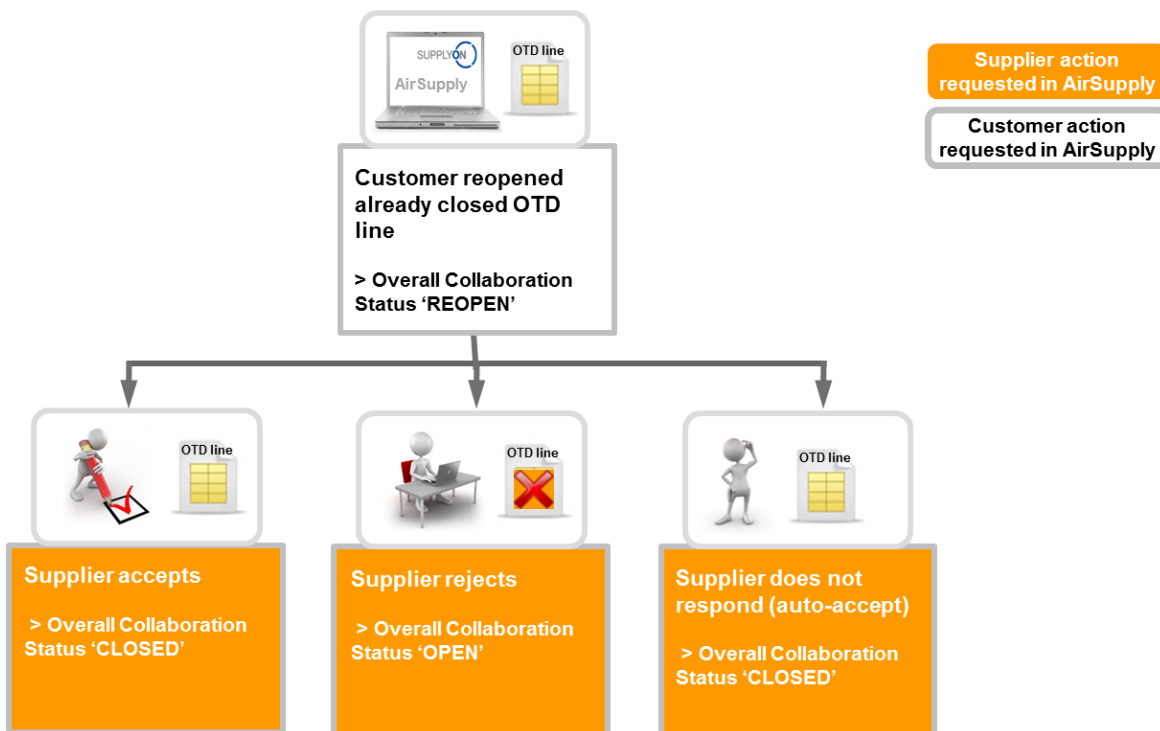 SUPPLYON
AirSupply
OTD line
Supplier action
requested in AirSupply
Customer action
requested in AirSupply
Customer reopened
already closed OTD
line
> Overall Collaboration
Status ‘REOPEN’
OTD line
OTD line
OTD line
Supplier accepts
> Overall Collaboration
Status ‘CLOSED’
Supplier rejects
> Overall Collaboration
Status ‘OPEN’
Supplier does not
respond (auto-accept)
> Overall Collaboration
Status ‘CLOSED’